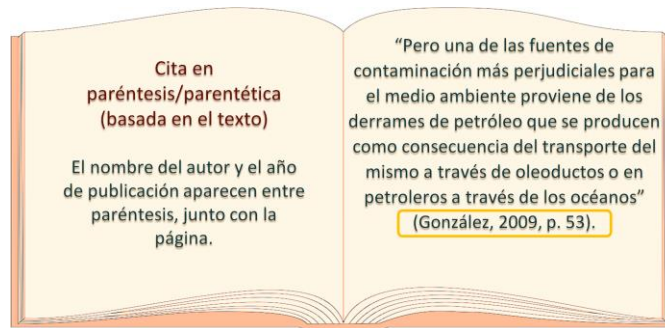 Cita en
paréntesis/parentética
(basada en el texto)
El nombre del autor y el año
de publicación aparecen entre
paréntesis, junto con la
página.
“Pero una de las fuentes de
contaminación más perjudiciales para
el medio ambiente proviene de los
derrames de petróleo que se producen
como consecuencia del transporte del
mismo a través de oleoductos o en
petroleros a través de los océanos”
(González, 2009, p. 53).